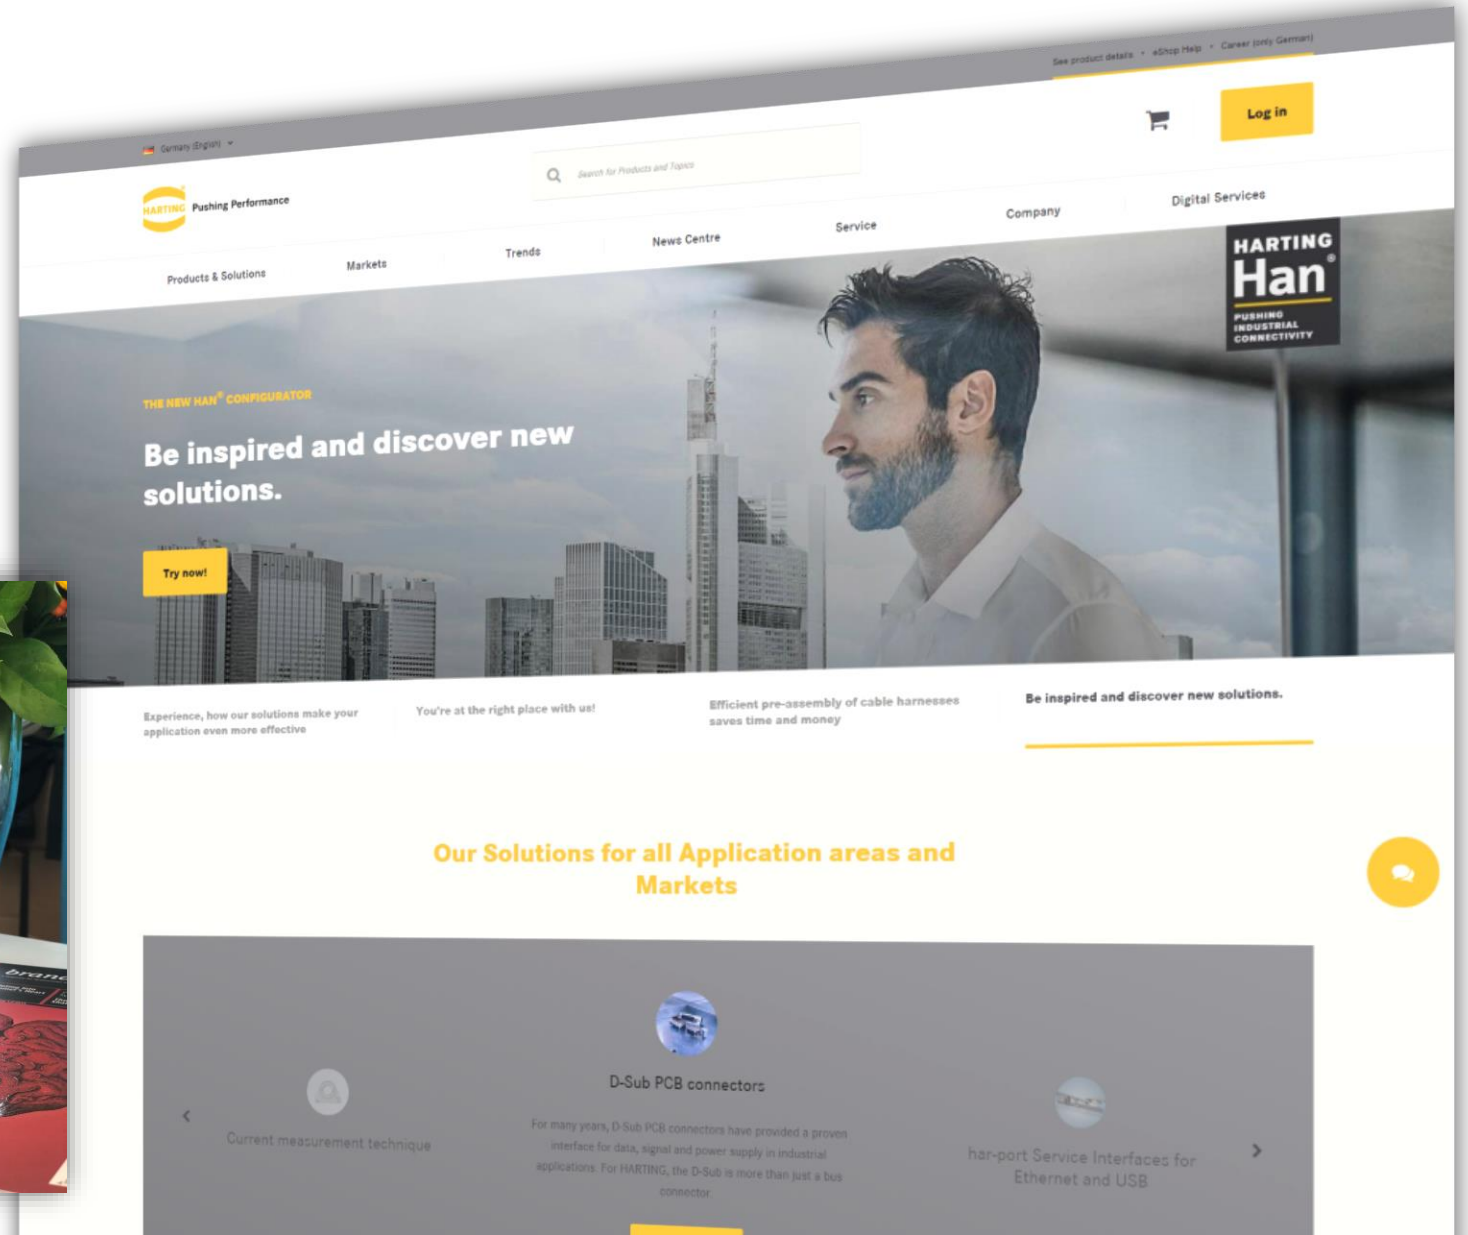 See product details • eShop Help • Career (only German)
Germany (English)
Log in
Search for Products and Topics
HARTING Pushing Performance
Products & Solutions
Markets
Trends
News Centre
Service
Company
Digital Services
HARTING
Han®
PUSHING
INDUSTRIAL
CONNECTIVITY
THE NEW HAN® CONFIGURATOR
Be inspired and discover new
solutions.
Try now!
Experience, how our solutions make your
application even more effective
You're at the right place with us!
Efficient pre-assembly of cable harnesses
saves time and money
Be inspired and discover new solutions.
Our Solutions for all Application areas and
Markets
D-Sub PCB connectors
For many years, D-Sub PCB connectors have provided a proven
interface for data, signal and power supply in industrial
applications. For HARTING, the D-Sub is more than just a bus
connector.
Current measurement technique
har-port Service Interfaces for
Ethernet and USB
bran